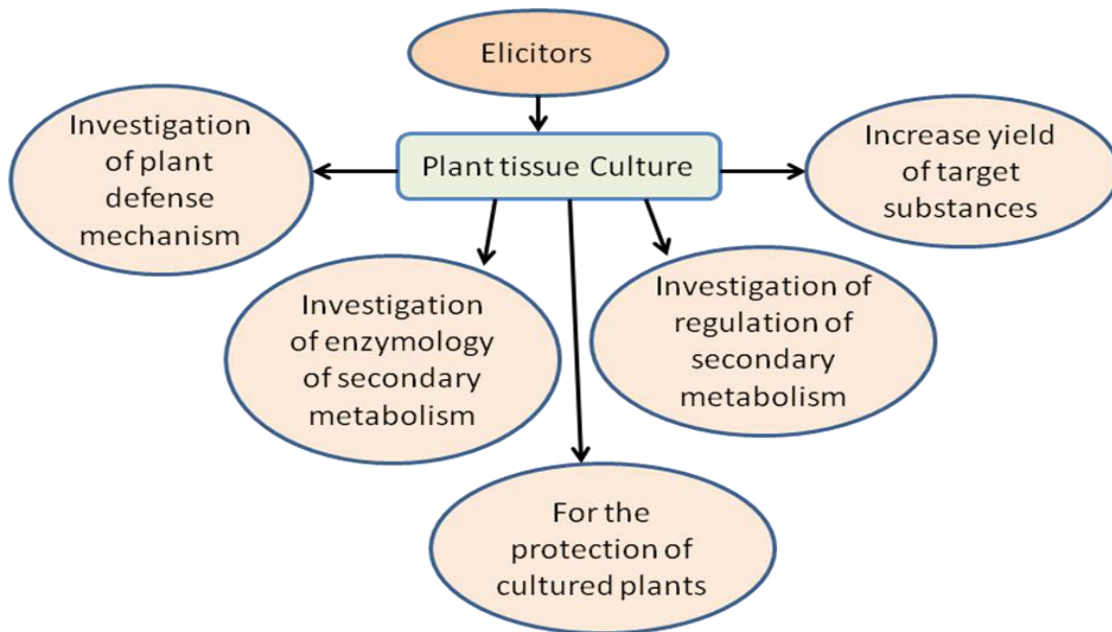 Elicitors
Plant tissue Culture
Investigation
of plant
defense
mechanism
Increase yield
of target
substances
Investigation
of enzymology
of secondary
metabolism
Investigation of
regulation of
secondary
metabolism
For the
protection of
cultured plants